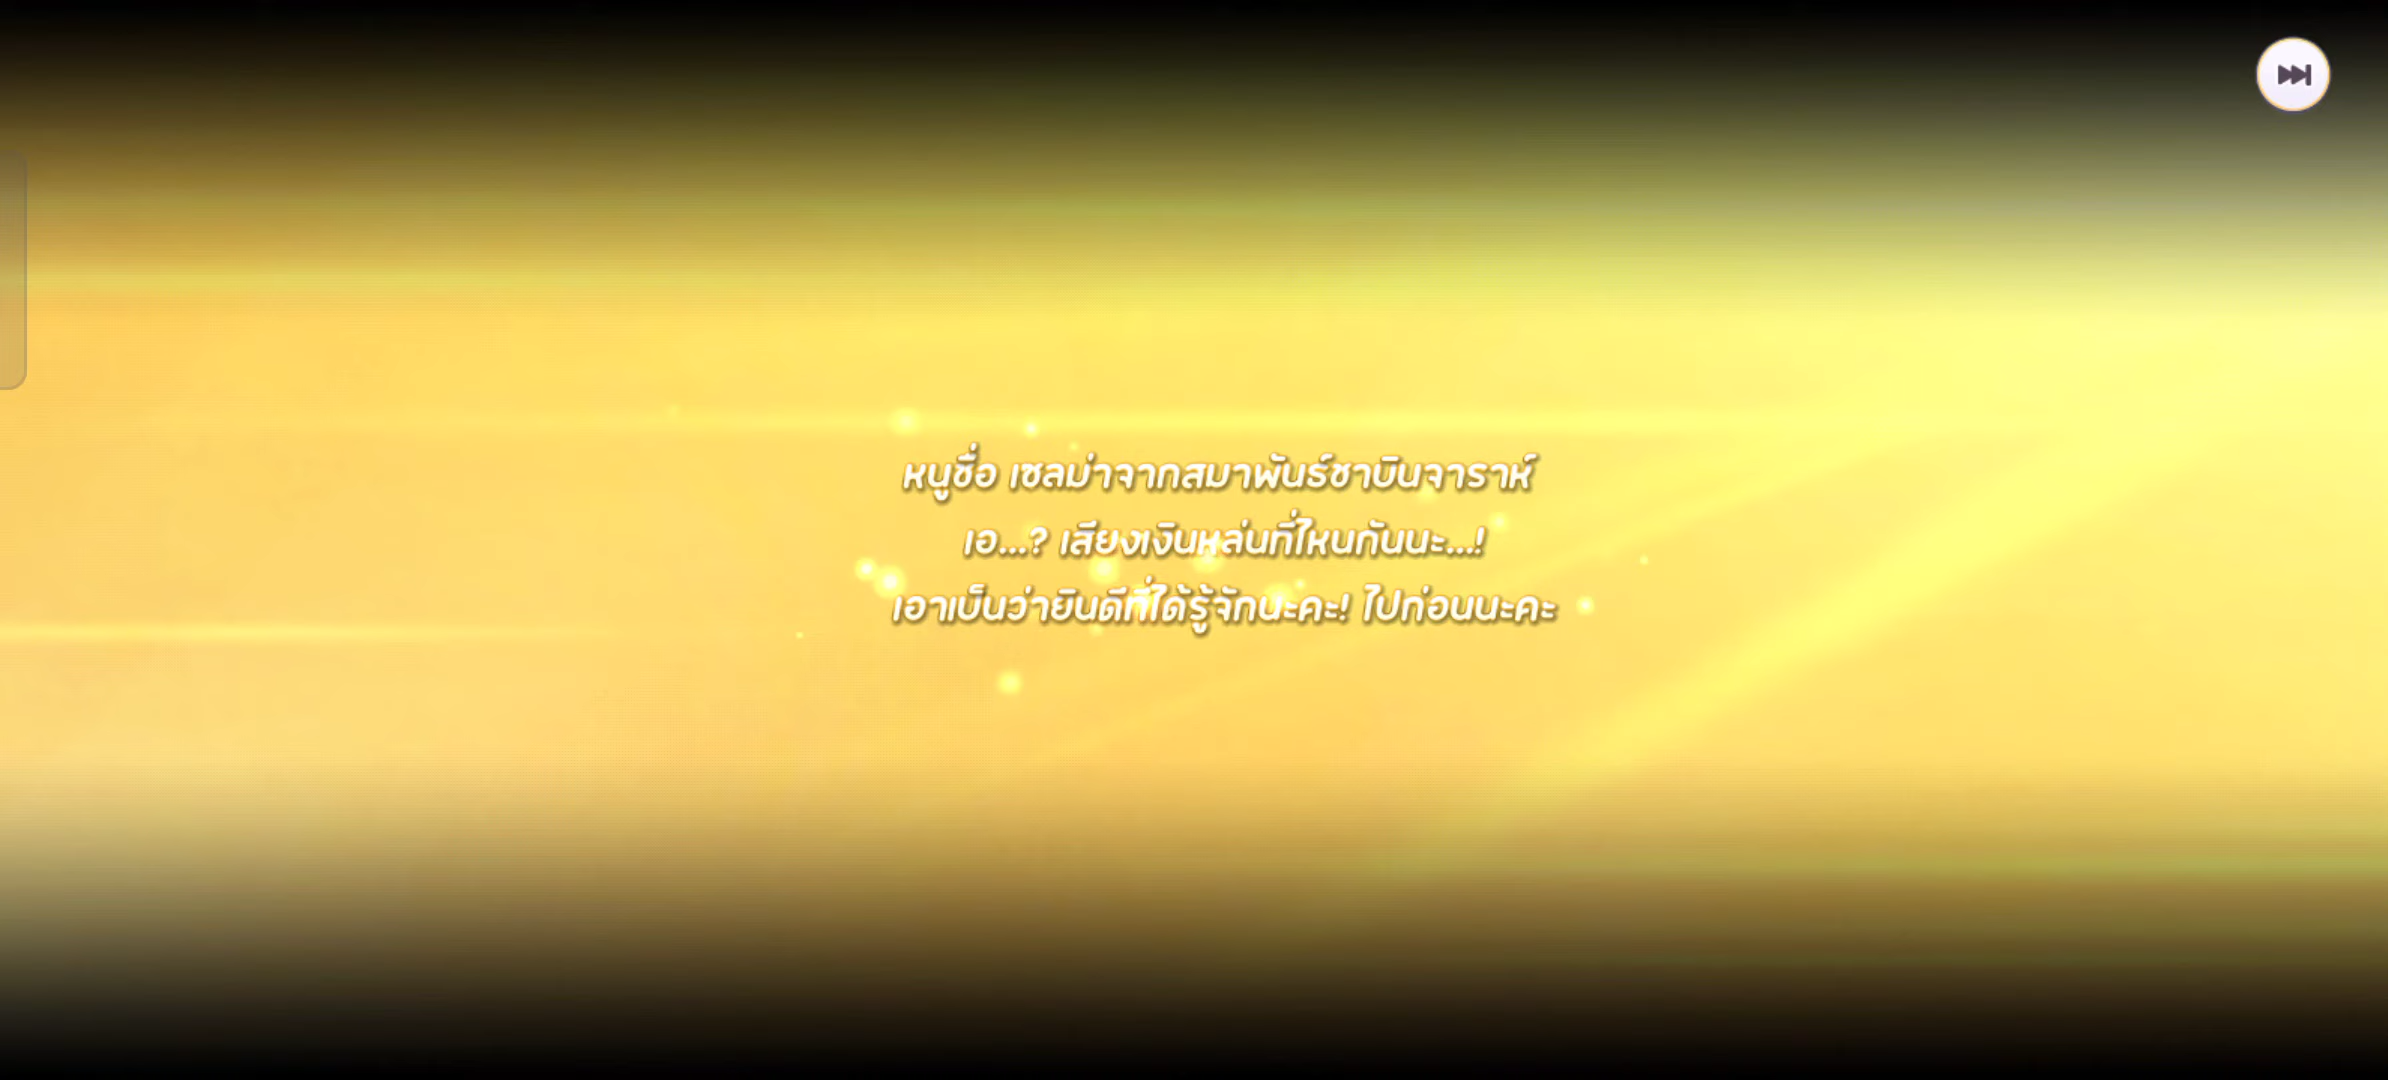 หนูชื่อ เซลม่าจากสมาพันธ์ชาบินจาราห์
เอ...? เสียงเงินหล่นที่ไหนกันนะ...!
เอาเป็นว่ายินดีที่ได้รู้จักนะคะ! ไปก่อนนะคะ